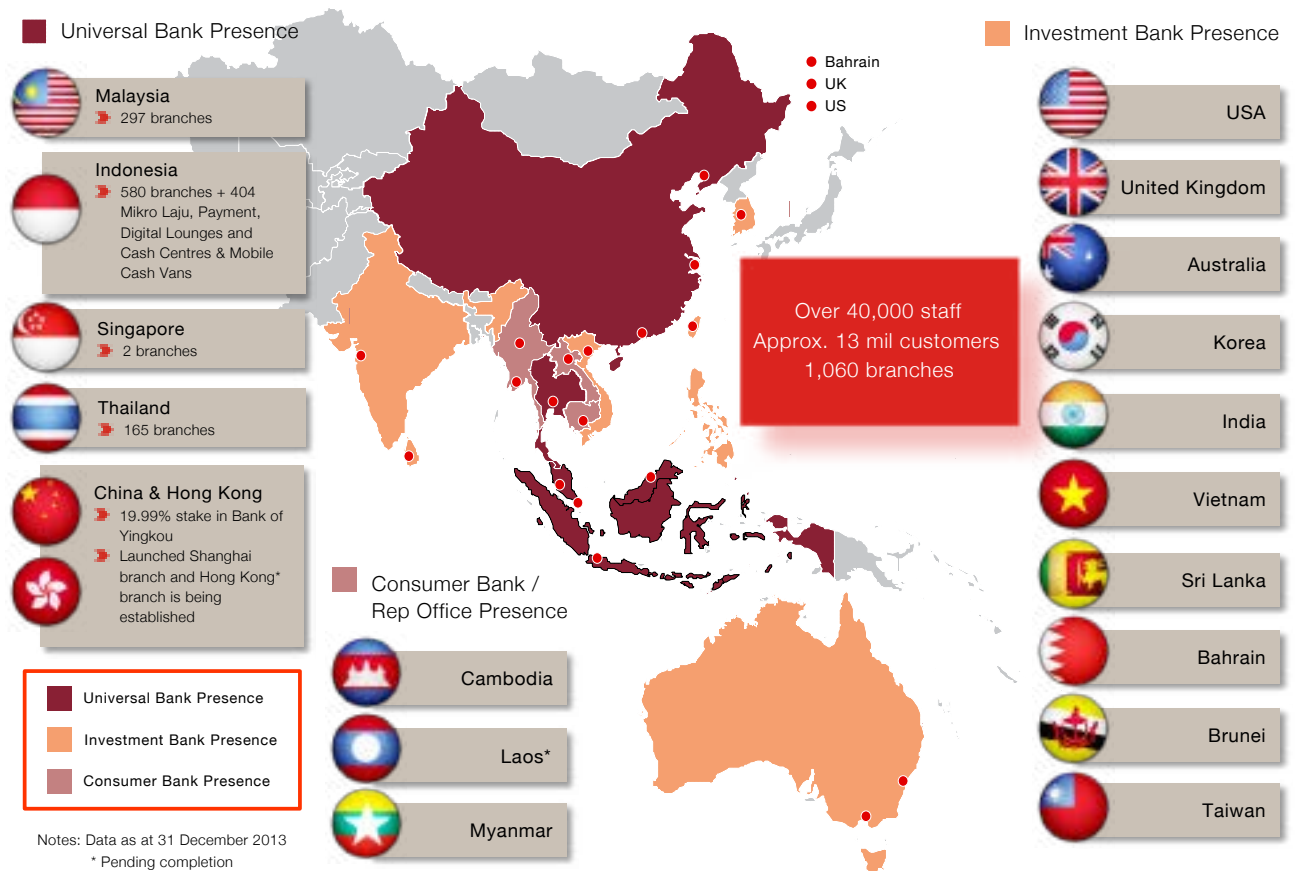 Universal Bank Presence
Malaysia
297 branches
Indonesia
580 branches + 404
Mikro Laju, Payment,
Digital Lounges and
Cash Centres & Mobile
Cash Vans
Singapore
2 branches
Thailand
165 branches
China & Hong Kong
19.99% stake in Bank of
Yingkou
Launched Shanghai
branch and Hong Kong*
branch is being
established
Universal Bank Presence
Investment Bank Presence
Consumer Bank Presence
Notes: Data as at 31 December 2013
* Pending completion
Bahrain
UK
US
Over 40,000 staff
Approx. 13 mil customers
1,060 branches
Consumer Bank /
Rep Office Presence
Cambodia
Laos*
Myanmar
Investment Bank Presence
USA
United Kingdom
Australia
Korea
India
Vietnam
Sri Lanka
Bahrain
Brunei
Taiwan